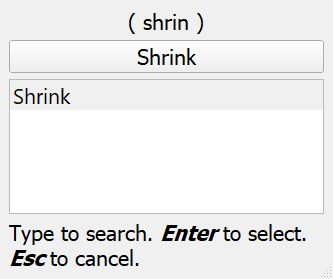 ( shrin )
Shrink
Shrink
Type to search. Enter to select.
Esc to cancel.